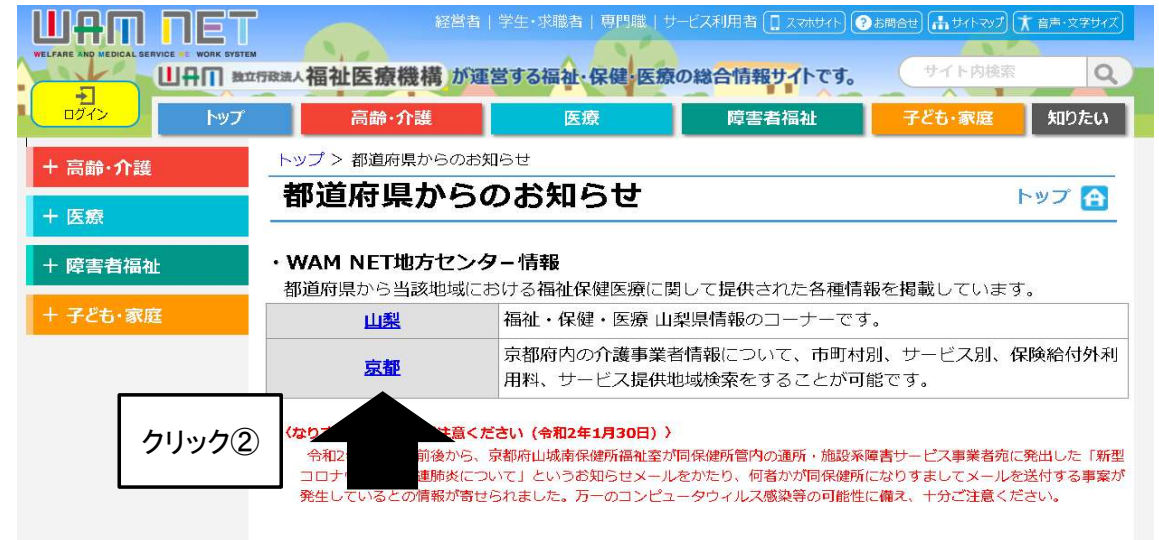 WAM NET
WELFARE AND MEDICAL SERVICE NETWORK SYSTEM
経営者 | 学生・求職者 | 専門職 | サービス利用者 スマホサイト お問合せ サイトマップ 音声・文字サイズ
WAM 独立行政法人福祉医療機構 が運営する福祉・保健・医療の総合情報サイトです。
サイト内検索
ログイン
トップ 高齢・介護 医療 障害者福祉 子ども・家庭 知りたい
+ 高齢・介護
+ 医療
+ 障害者福祉
+ 子ども・家庭
トップ > 都道府県からのお知らせ
都道府県からのお知らせ
トップ
・WAM NET地方センター情報
都道府県から当該地域における福祉保健医療に関して提供された各種情報を掲載しています。
山梨 福祉・保健・医療 山梨県情報のコーナーです。
京都 京都府内の介護事業者情報について、市町村別、サービス別、保険給付外利
用料、サービス提供地域検索をすることが可能です。
クリック②
〈なり 注意ください（令和2年1月30日）〉
令和2 前後から、京都府山城南保健所福祉室が同保健所管内の通所・施設系障害サービス事業者宛に発出した「新型
コロナ 連肺炎について」というお知らせメールをかたり、何者かが同保健所になりすましてメールを送付する事案が
発生しているとの情報が寄せられました。万一のコンピュータウィルス感染等の可能性に備え、十分ご注意ください。